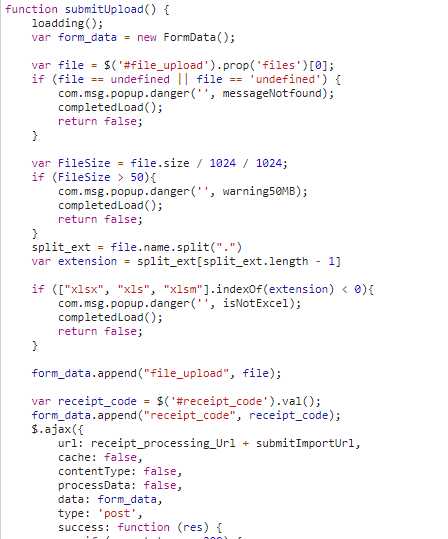 function submitUpload() {
loadding();
var form_data = new FormData();
var file = $('#file_upload').prop('files')[0];
if (file == undefined || file == 'undefined') {
com.msg.popup.danger('', messageNotfound);
completedLoad();
return false;
}
var FileSize = file.size / 1024 / 1024;
if (FileSize > 50){
com.msg.popup.danger('', warning50MB);
completedLoad();
return false;
}
split_ext = file.name.split(".")
var extension = split_ext[split_ext.length - 1]
if (["xlsx", "xls", "xlsm"].indexOf(extension) < 0){
com.msg.popup.danger('', isNotExcel);
completedLoad();
return false;
}
form_data.append("file_upload", file);
var receipt_code = $('#receipt_code').val();
form_data.append("receipt_code", receipt_code);
$.ajax({
url: receipt_processing_Url + submitImportUrl,
cache: false,
contentType: false,
processData: false,
data: form_data,
type: 'post',
success: function (res) {